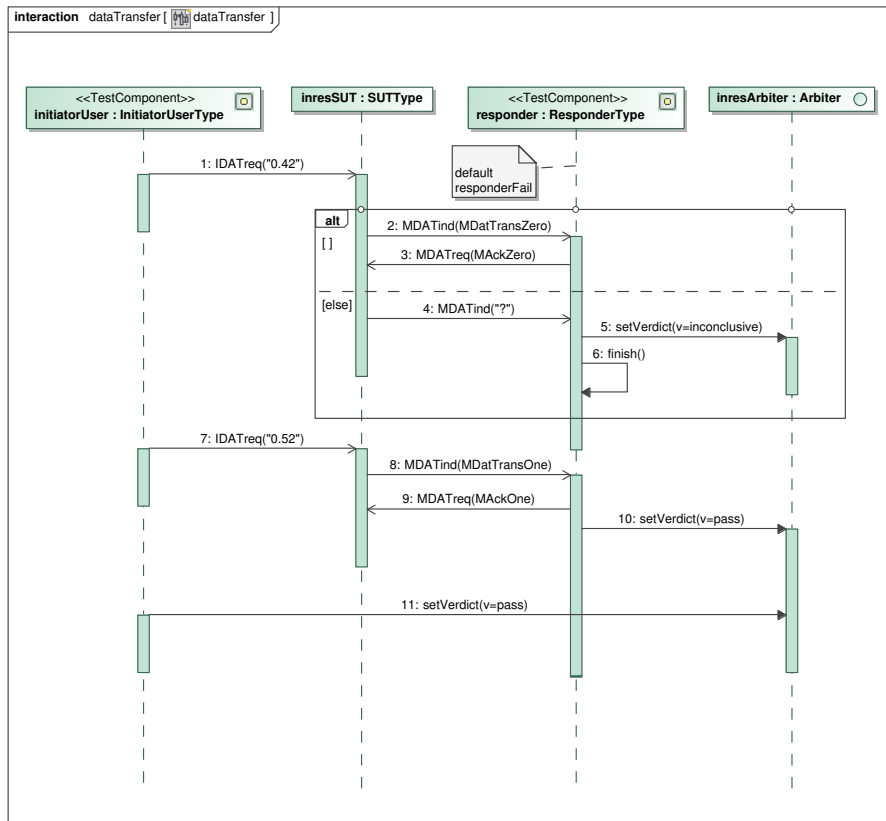 interaction dataTransfer [ dataTransfer ]
<<TestComponent>>
initiatorUser : InitiatorUserType
inresSUT : SUTType
<<TestComponent>>
responder : ResponderType
inresArbiter : Arbiter
1: IDATreq("0.42")
default
responderFail
alt
[ ]
2: MDATind(MDatTransZero)
3: MDATreq(MAckZero)
[else]
4: MDATind("?")
5: setVerdict(v=inconclusive)
6: finish()
7: IDATreq("0.52")
8: MDATind(MDatTransOne)
9: MDATreq(MAckOne)
10: setVerdict(v=pass)
11: setVerdict(v=pass)